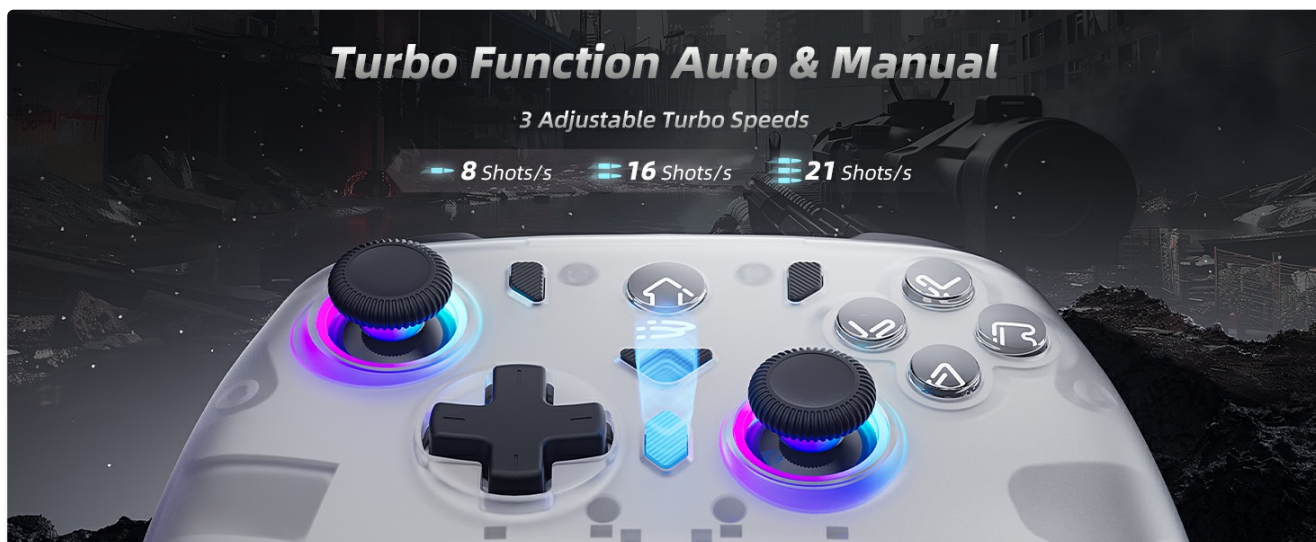 Turbo Function Auto & Manual
3 Adjustable Turbo Speeds
8 Shots/s 16 Shots/s 21 Shots/s